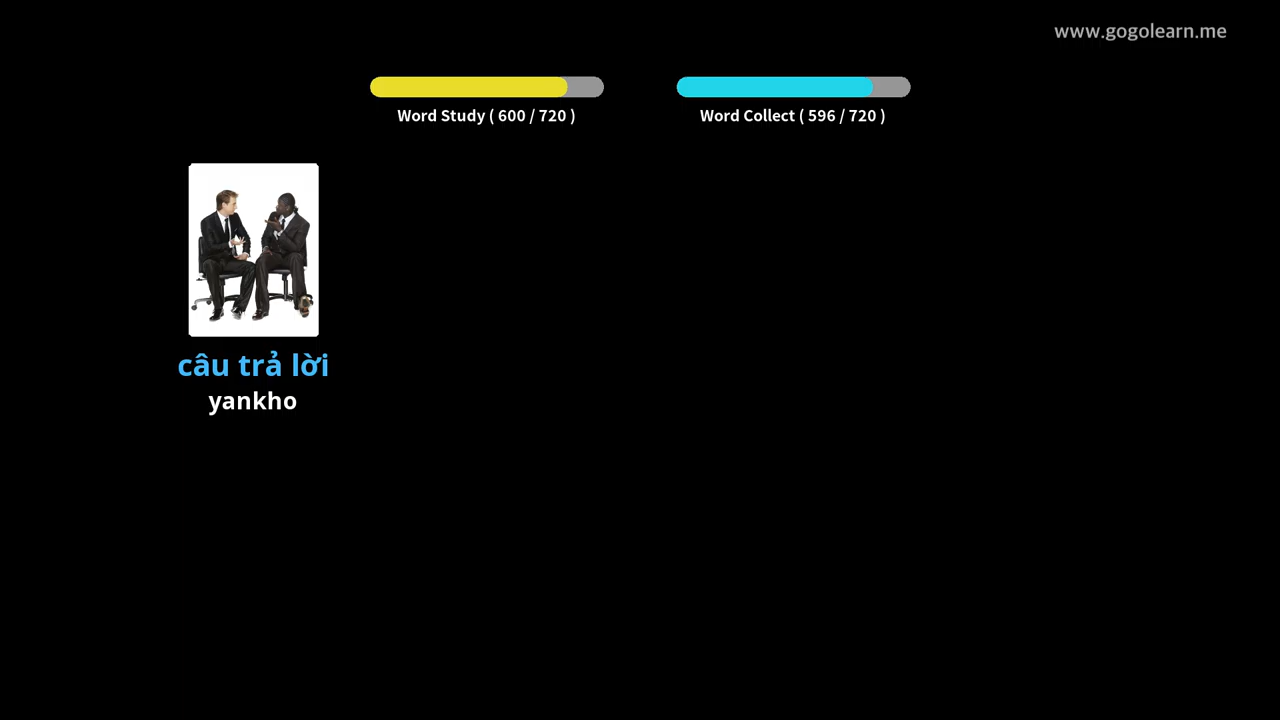 www.gogolearn.me
Word Study ( 600 / 720 )
Word Collect ( 596 / 720 )
câu trả lời
yankho